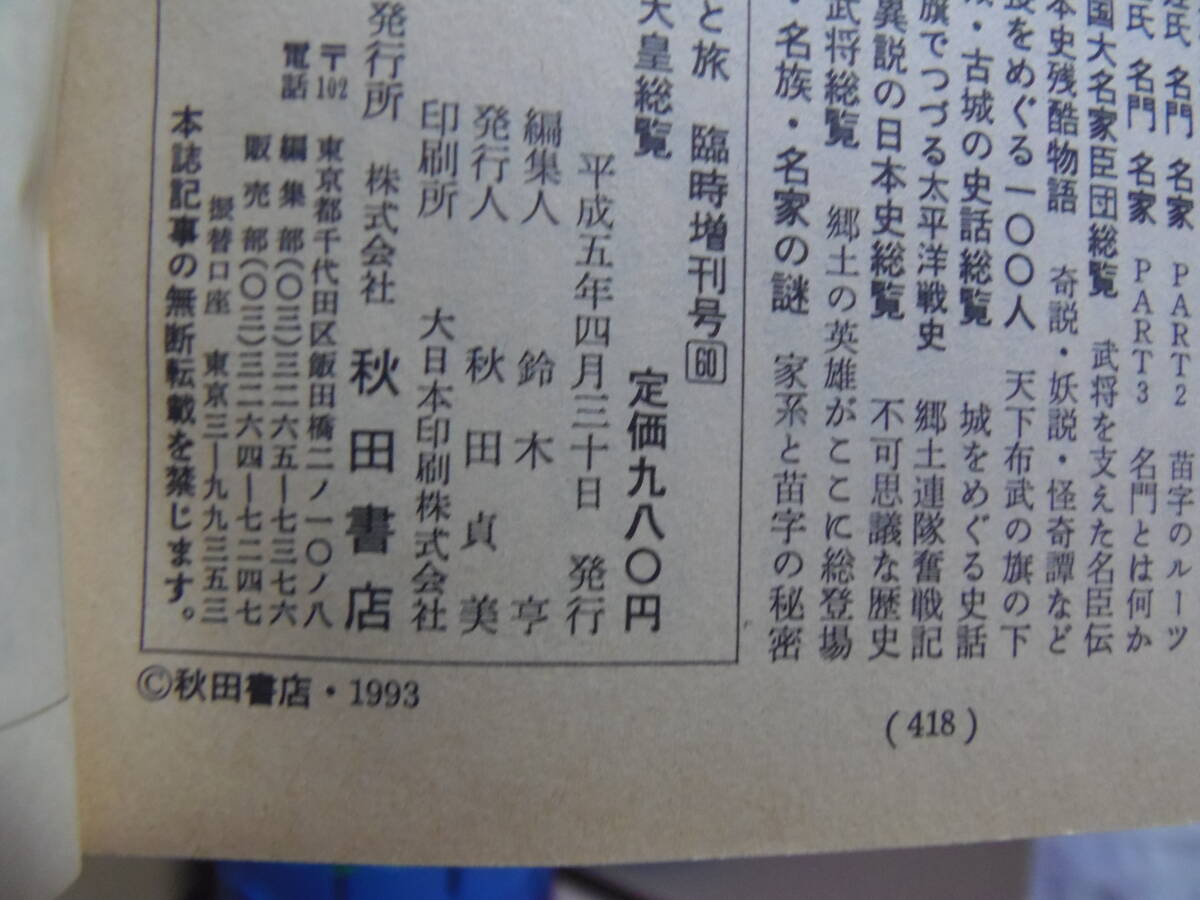 氏 名門 名家 PART2 苗字のルーツ
氏 名門 名家 PART3 名門とは何か
国大名家臣団総覧 武将を支えた名臣伝
本史残酷物語 奇説・妖説・怪奇譚など
長をめぐる一〇〇人 天下布武の旗の下
・古城の史話総覧 城をめぐる史話
旗でつづる太平洋戦史 郷土連隊奮戦記
異説の日本史総覧 不可思議な歴史
武将総覧 郷土の英雄がここに総登場
・名族・名家の謎 家系と苗字の秘密
と旅 臨時増刊号60
天皇総覧 定価九八〇円
平成五年四月三十日 発行
編集人 鈴木 亨
発行人 秋田貞美
印刷所 大日本印刷株式会社
発行所 株式会社 秋田書店
〒102 東京都千代田区飯田橋二ノ一〇ノ八
電話 編集部(〇三)三二六五―七三七六
販売部(〇三)三二六四―七二四七
振替口座 東京三―九九三五三
本誌記事の無断転載を禁じます。
©秋田書店・1993
(418)